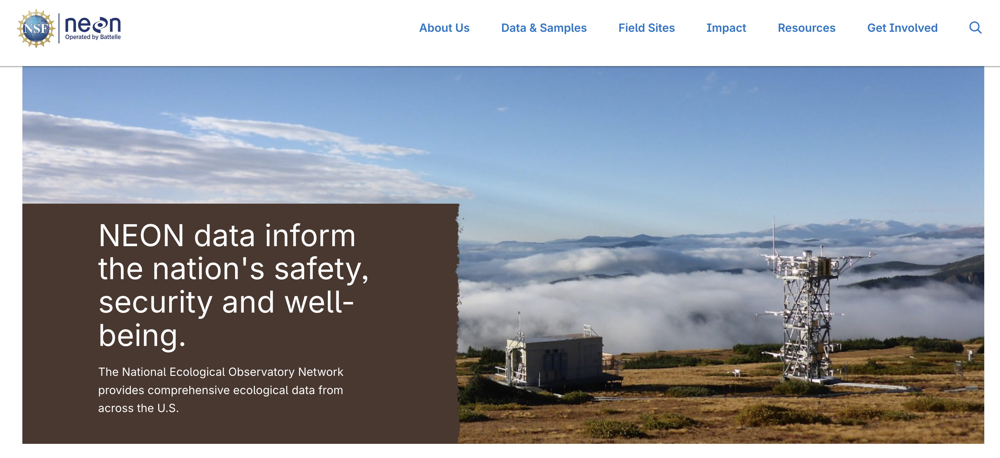 NSF
neon
Operated by Battelle
About Us
Data & Samples
Field Sites
Impact
Resources
Get Involved
NEON data inform
the nation's safety,
security and well-
being.
The National Ecological Observatory Network
provides comprehensive ecological data from
across the U.S.